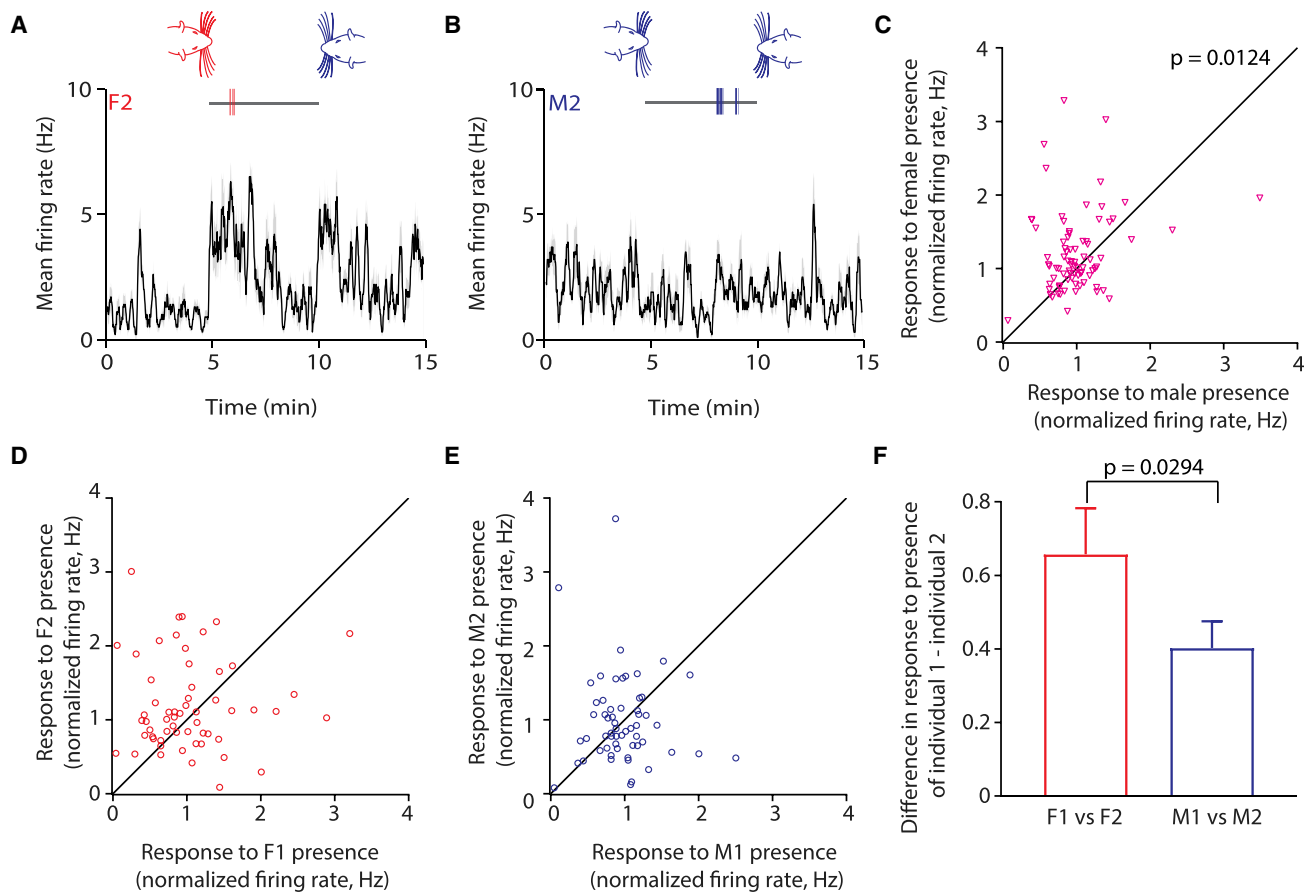 A
F2
Mean firing rate (Hz)
10
5
0
0
5
10
15
Time (min)
B
M2
Mean firing rate (Hz)
10
5
0
0
5
10
15
Time (min)
C
p = 0.0124
Response to female presence
(normalized firing rate, Hz)
4
3
2
1
0
0
1
2
3
4
Response to male presence
(normalized firing rate, Hz)
D
Response to F2 presence
(normalized firing rate, Hz)
4
3
2
1
0
0
1
2
3
4
Response to F1 presence
(normalized firing rate, Hz)
E
Response to M2 presence
(normalized firing rate, Hz)
4
3
2
1
0
0
1
2
3
4
Response to M1 presence
(normalized firing rate, Hz)
F
p = 0.0294
Difference in response to presence
of individual 1 - individual 2
0.8
0.6
0.4
0.2
0
F1 vs F2
M1 vs M2